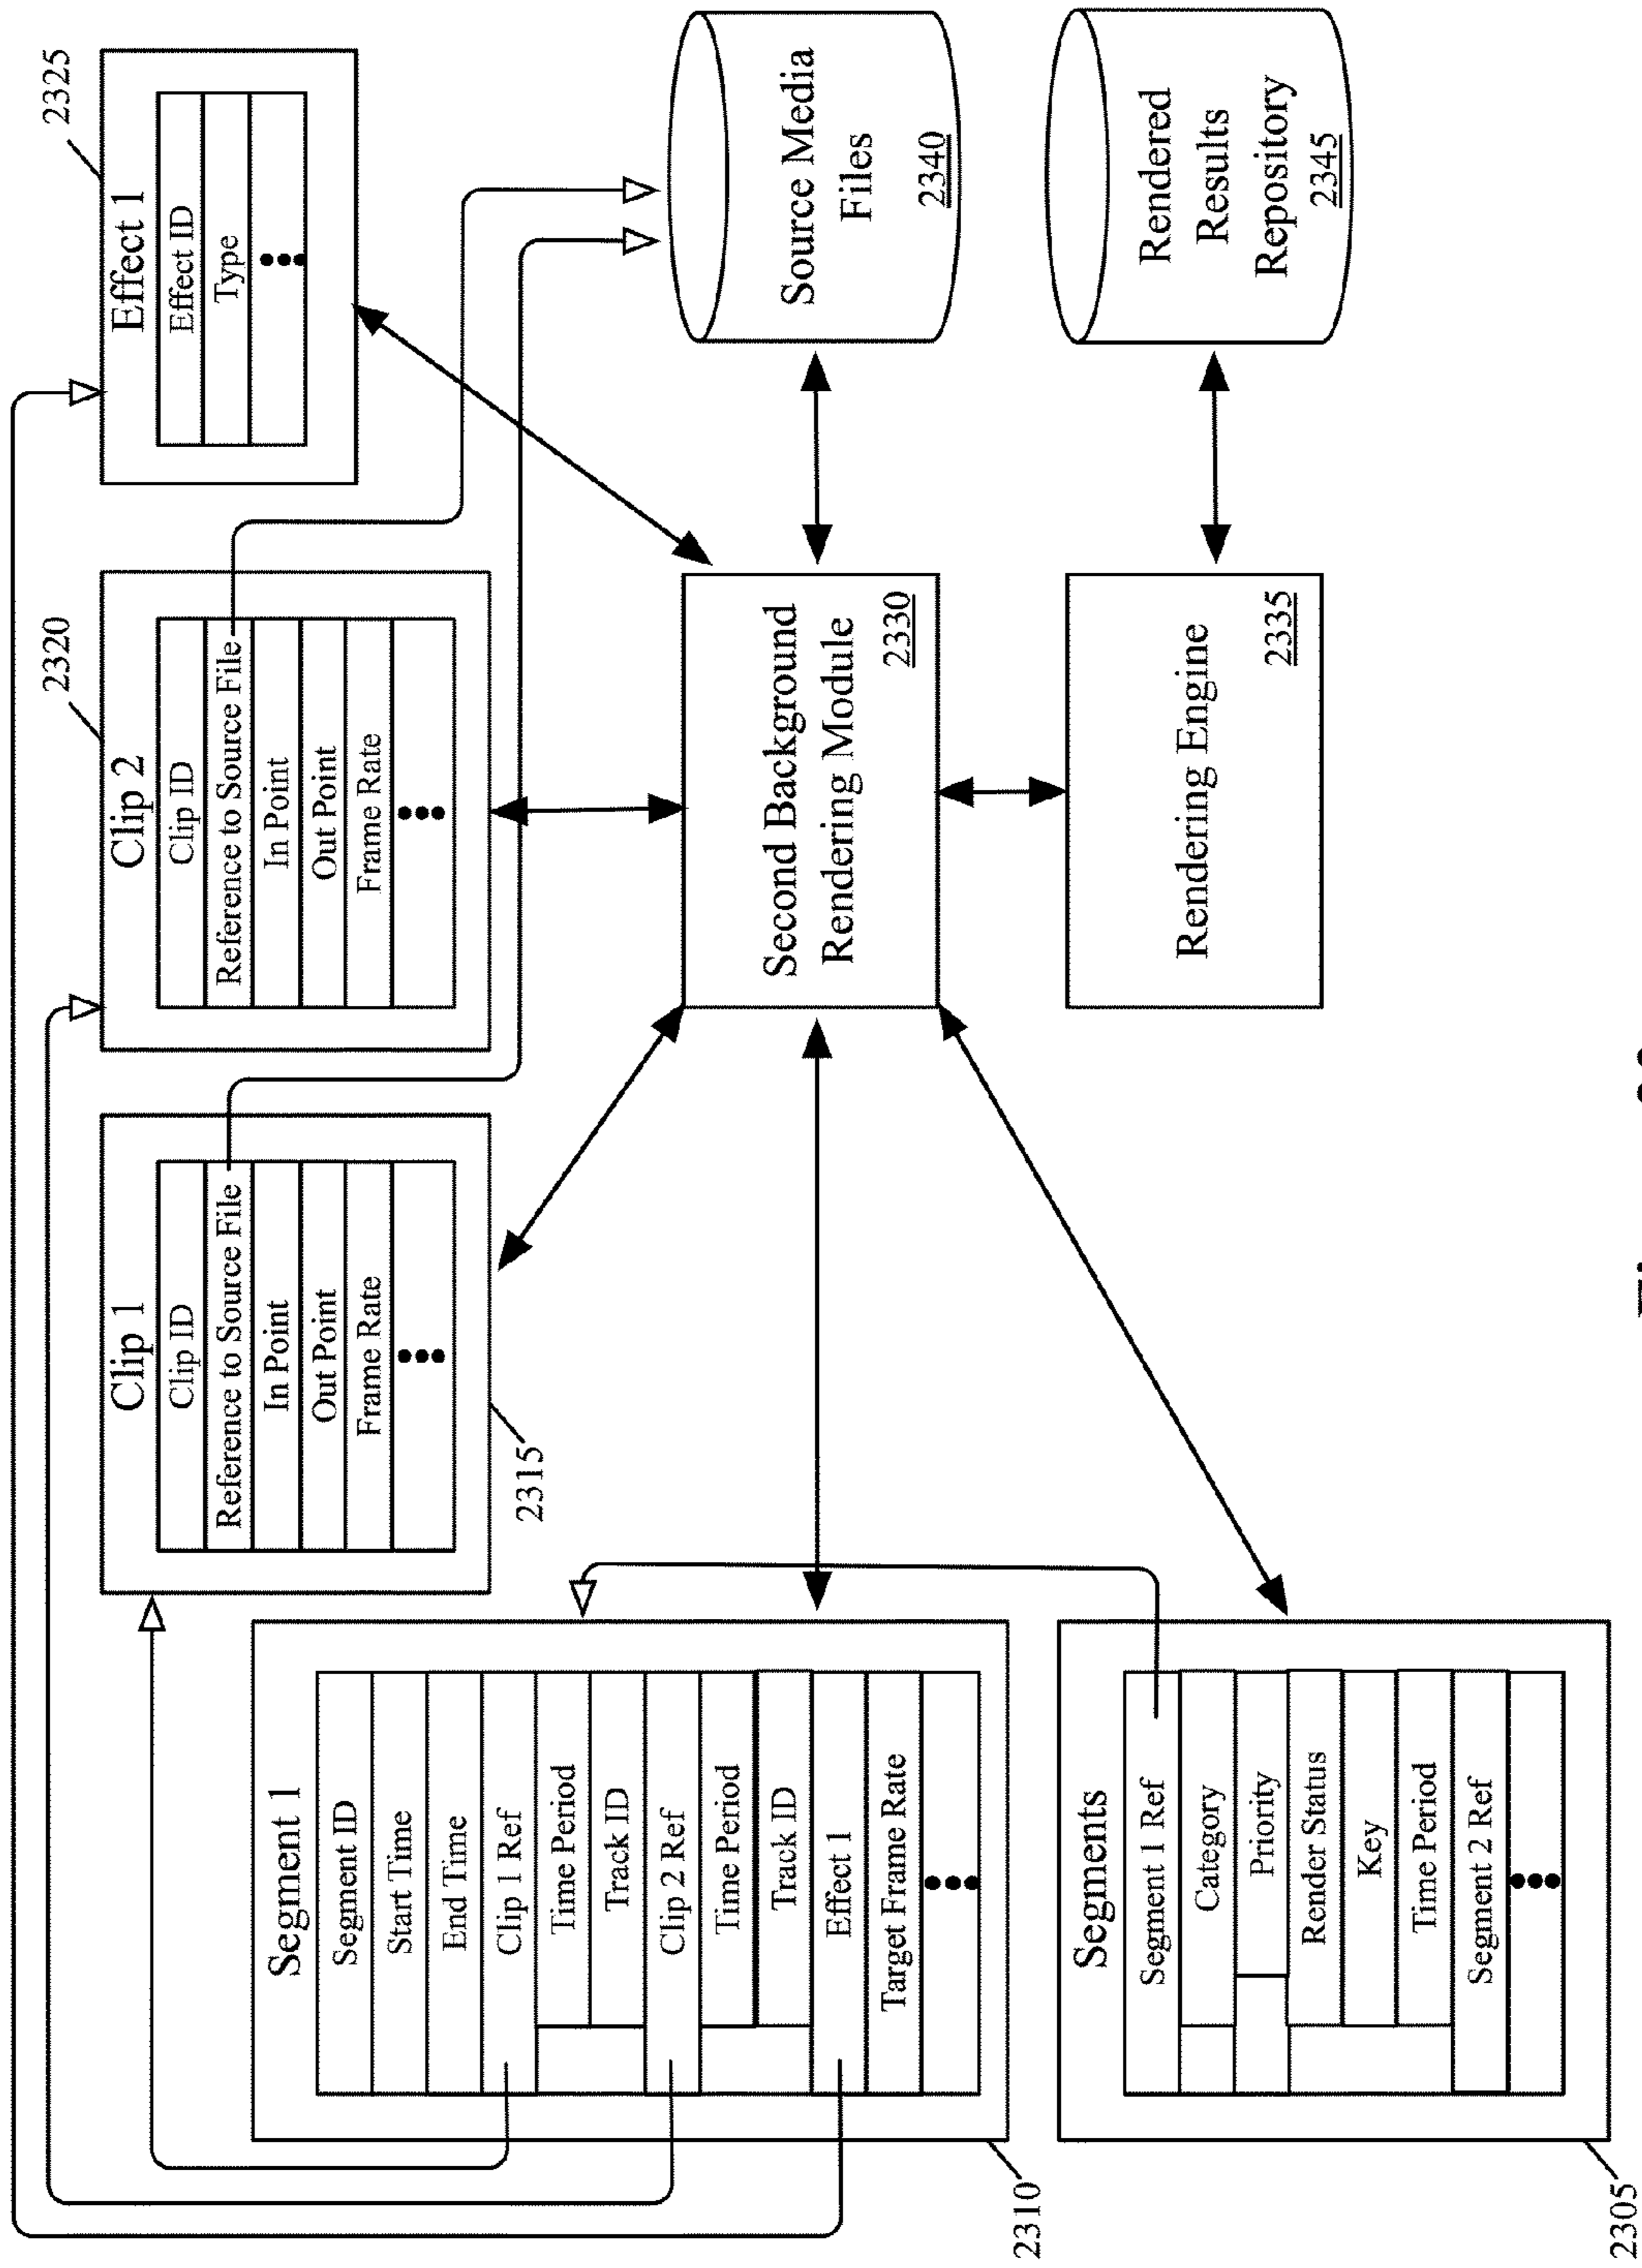 2325
Effect 1
Effect ID
Type
2320
Clip 2
Clip ID
Reference to Source File
In Point
Out Point
Frame Rate
Clip 1
Clip ID
Reference to Source File
In Point
Out Point
Frame Rate
2315
Segment 1
Segment ID
Start Time
End Time
Clip 1 Ref
Time Period
Track ID
Clip 2 Ref
Time Period
Track ID
Effect 1
Target Frame Rate
2310
Segments
Segment 1 Ref
Category
Priority
Render Status
Key
Time Period
Segment 2 Ref
2305
Second Background
Rendering Module
2330
Rendering Engine
2335
Source Media
Files
2340
Rendered
Results
Repository
2345